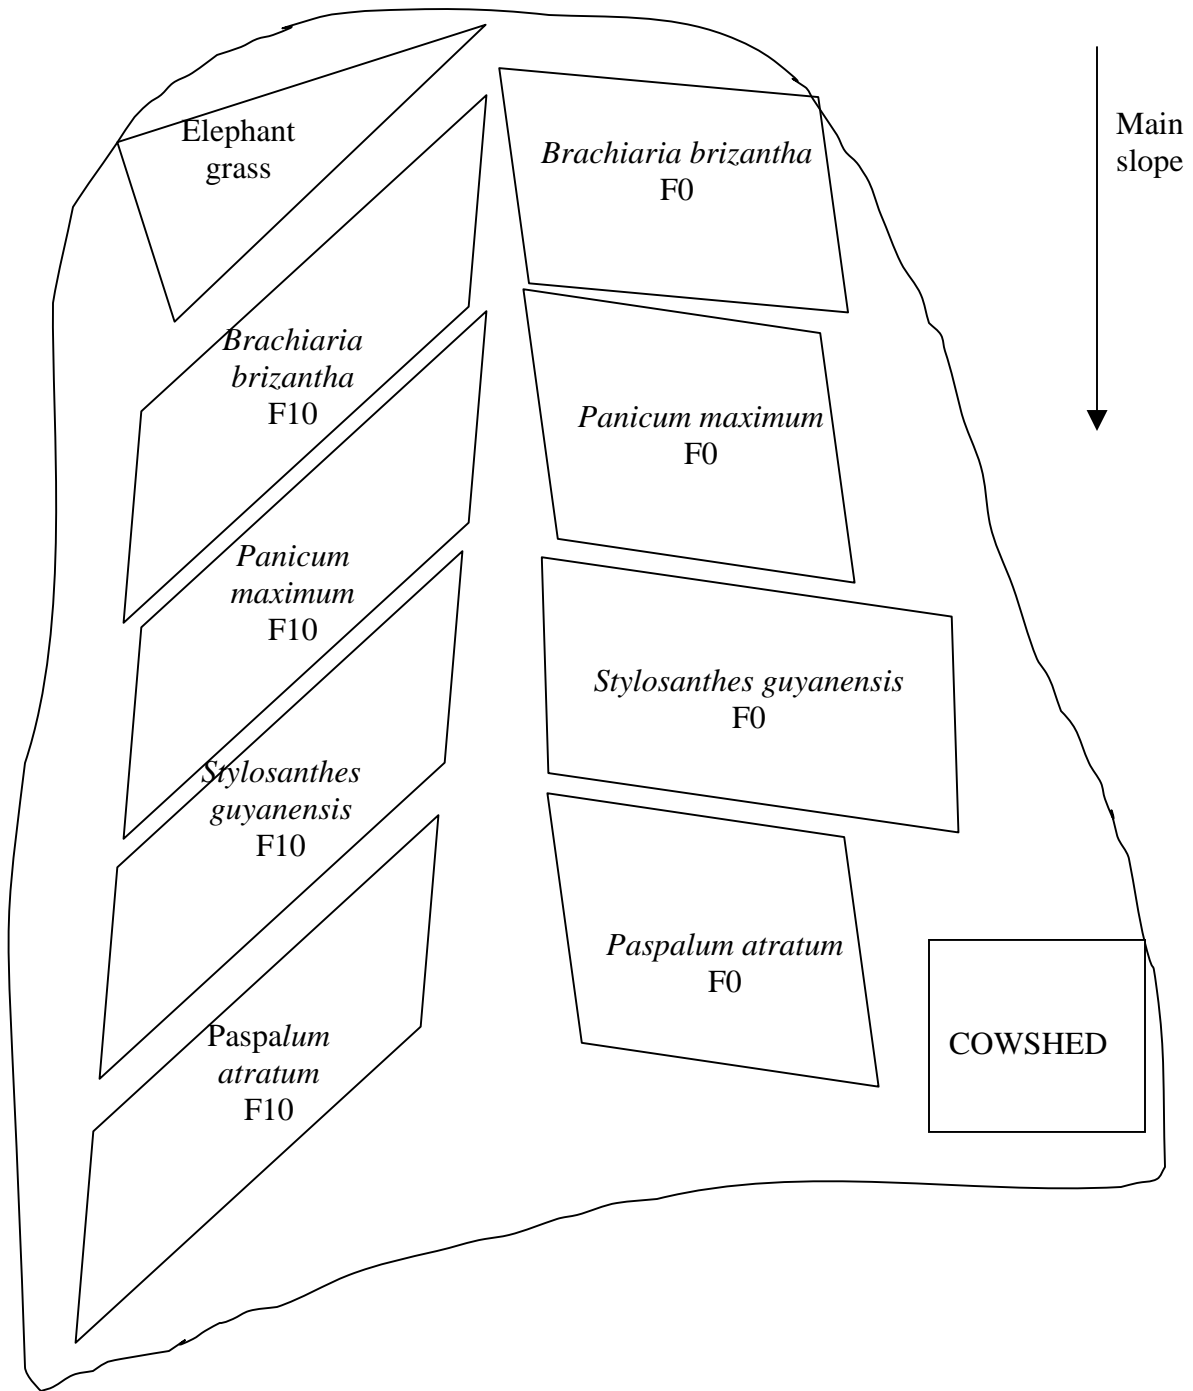 Elephant
grass
Brachiaria brizantha
F0
Main
slope
Brachiaria
brizantha
F10
Panicum maximum
F0
Panicum
maximum
F10
Stylosanthes guyanensis
F0
Stylosanthes
guyanensis
F10
Paspalum atratum
F0
Paspalum
atratum
F10
COWSHED